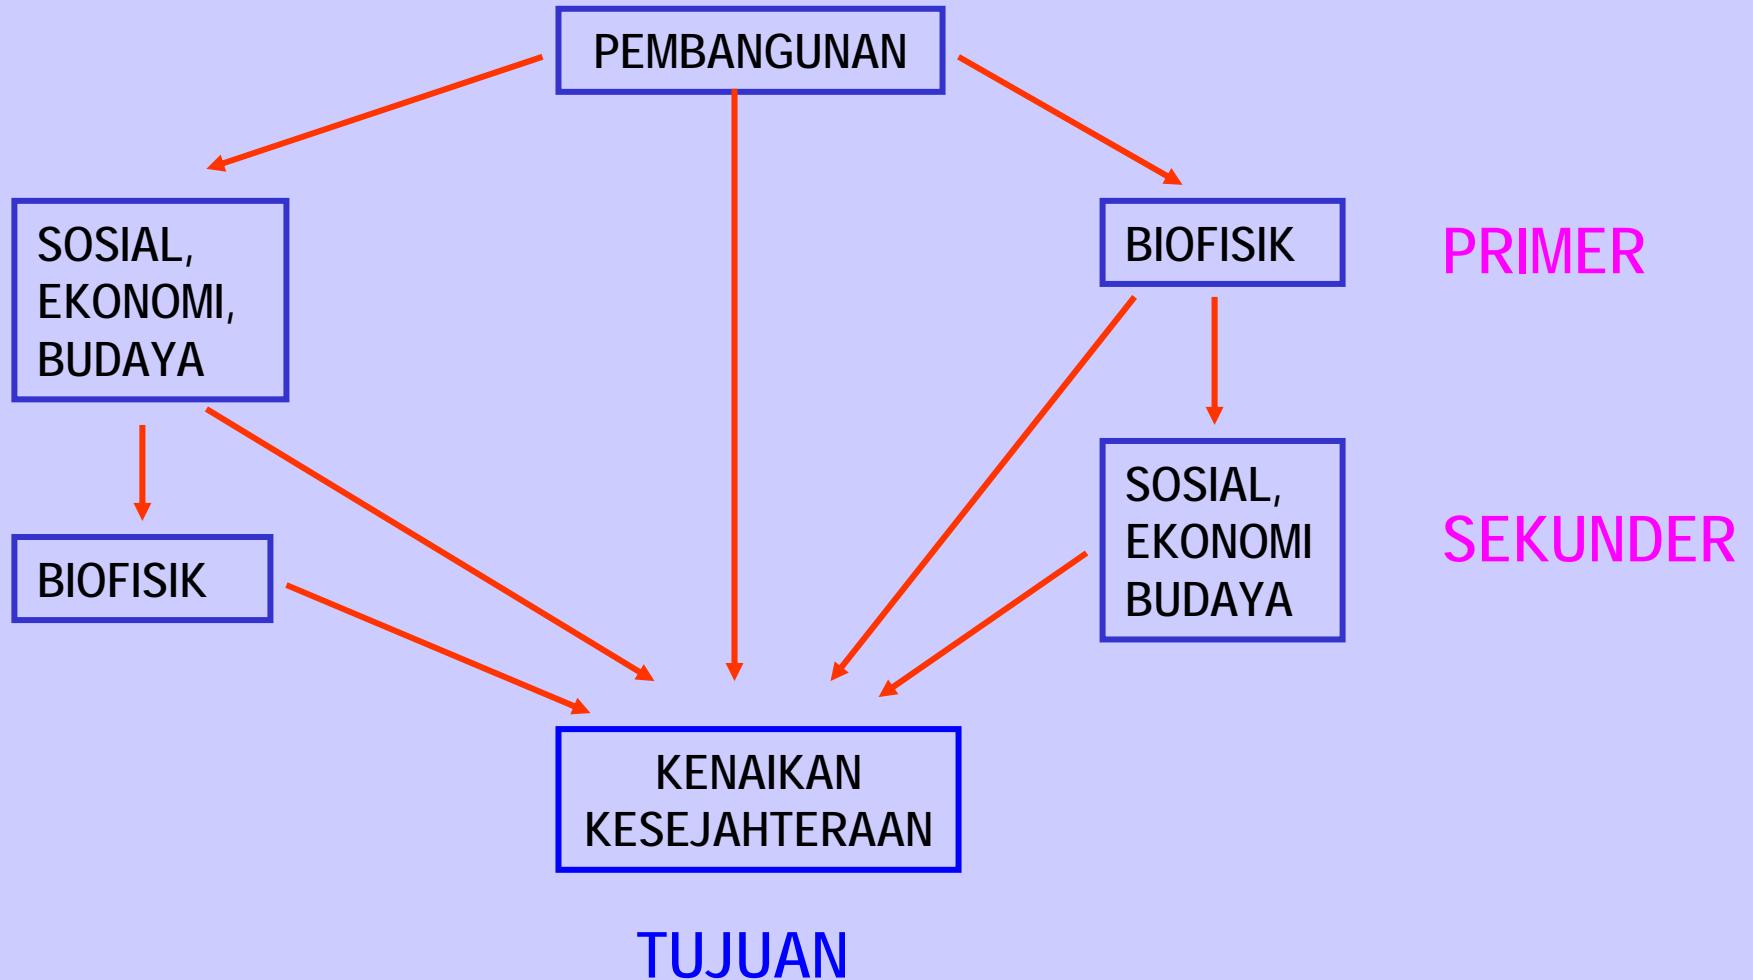 PEMBANGUNAN
SOSIAL,
EKONOMI,
BUDAYA
BIOFISIK
PRIMER
BIOFISIK
SOSIAL,
EKONOMI
BUDAYA
SEKUNDER
KENAIKAN
KESEJAHTERAAN
TUJUAN